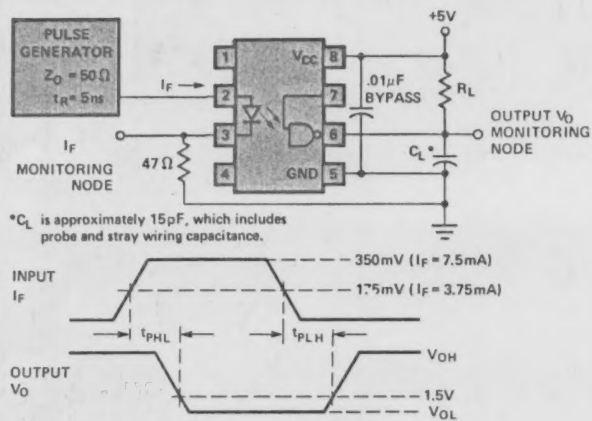 PULSE
GENERATOR
Z₀ = 50 Ω
tR = 5ns
IF →
IF
MONITORING
NODE
47 Ω
1
2
3
4
VCC
GND
8
7
6
5
.01μF
BYPASS
+5V
RL
CL*
OUTPUT VO
MONITORING
NODE
*CL is approximately 15pF, which includes
probe and stray wiring capacitance.
INPUT
IF
350mV (IF = 7.5mA)
175mV (IF = 3.75mA)
tPHL
tPLH
OUTPUT
VO
VOH
1.5V
VOL